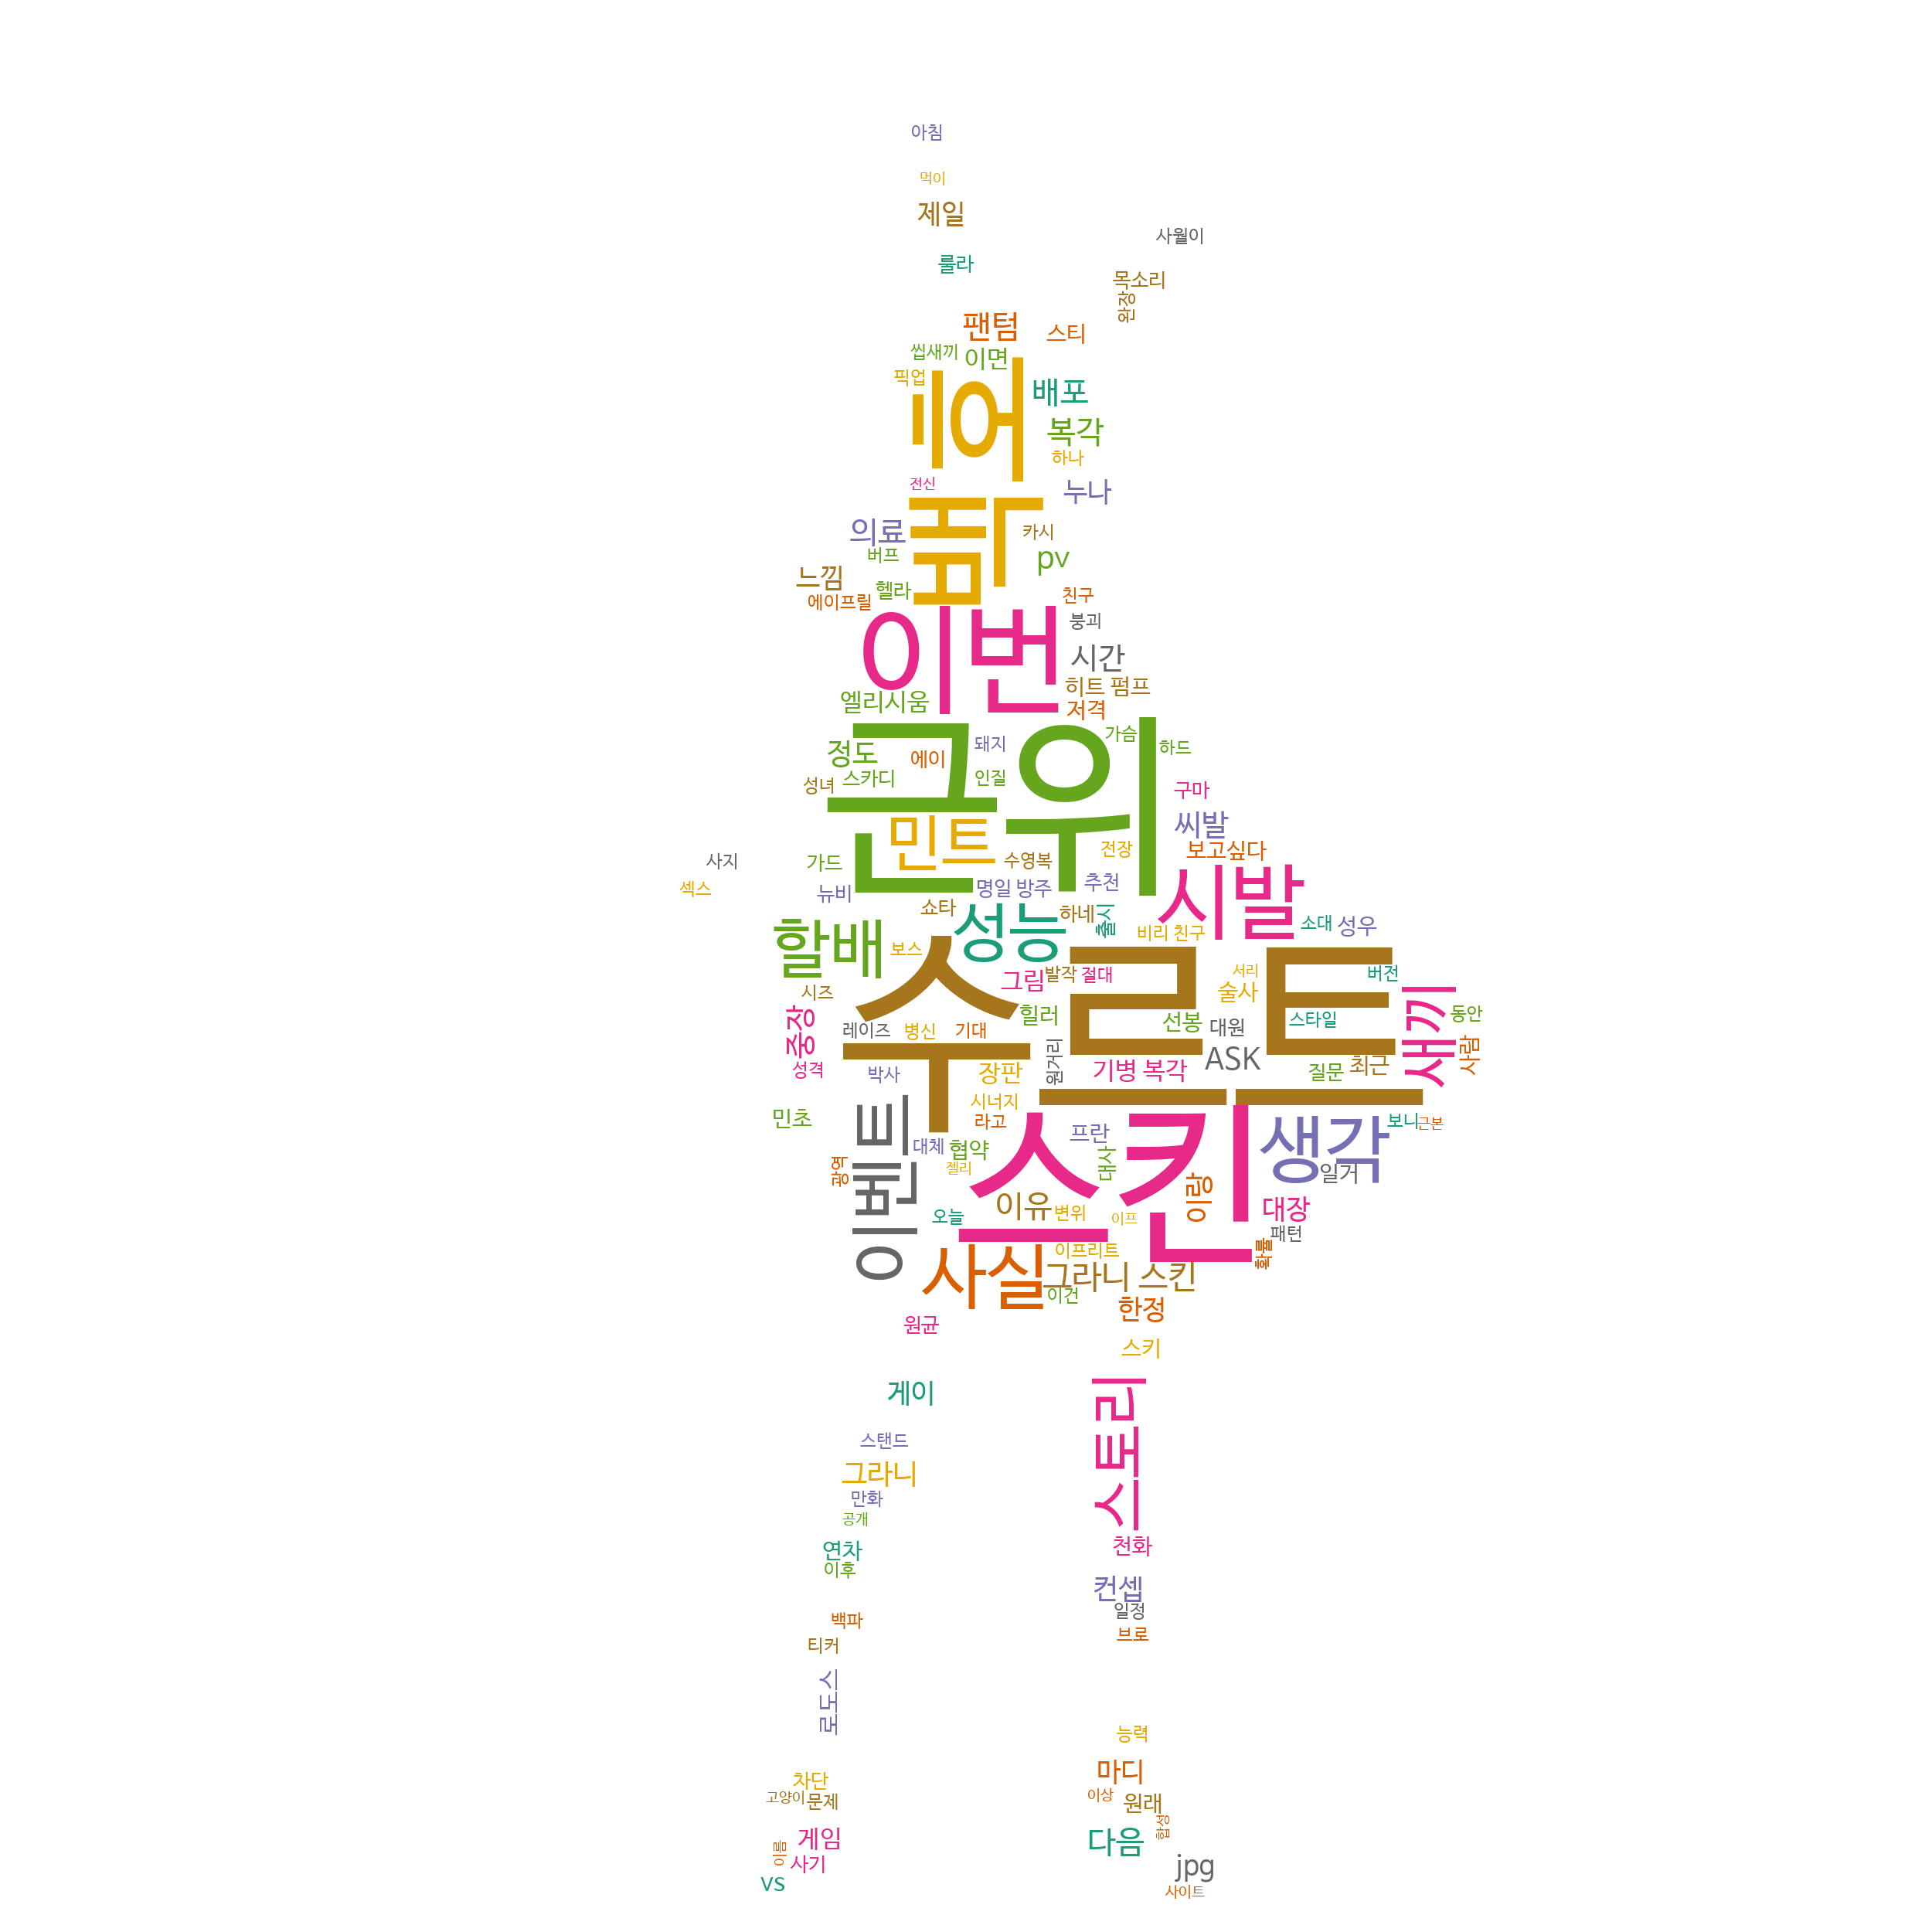 아침
먹이
제일
사월이
룰라
목소리
환장
팬텀
스티
씹새끼
이면
픽업
흑
배포
복각
하나
전신
누나
밬
의료
카시
버프
pv
느낌
헬라
에이프릴
친구
이번
붕괴
시간
히트 펌프
엘리시움
저격
근위
가슴
정도
에이
돼지
하드
성녀
스카디
인질
구마
민트
씨발
전장
보고싶다
사지
가드
수영복
시발
섹스
뉴비
명일 방주
추천
쇼타
성능
하네
출시
소대
성우
할배
비리 친구
보스
수르트
그림
발작
절대
서리
버전
시즈
술사
새끼
중장
레이즈
병신
기대
힐러
선봉
대원
스타일
동안
성격
박사
장판
원거리
기병 복각
ASK
질문
최근
사람
민초
시너지
라고
이벤트
스킨
생각
보니
근본
대체
협약
프란
광역
젤리
대사
일거
이유
변위
이프
이랑
대장
오늘
패턴
사실
이프리트
확률
그라니 스킨
이건
한정
원균
스키
게이
스토리
스탠드
그라니
만화
공개
연차
천화
이후
컨셉
일정
백파
브로
티커
로도스
능력
차단
마디
고양이
문제
이상
원래
게임
다음
함성
이름
사기
jpg
vs
사이트